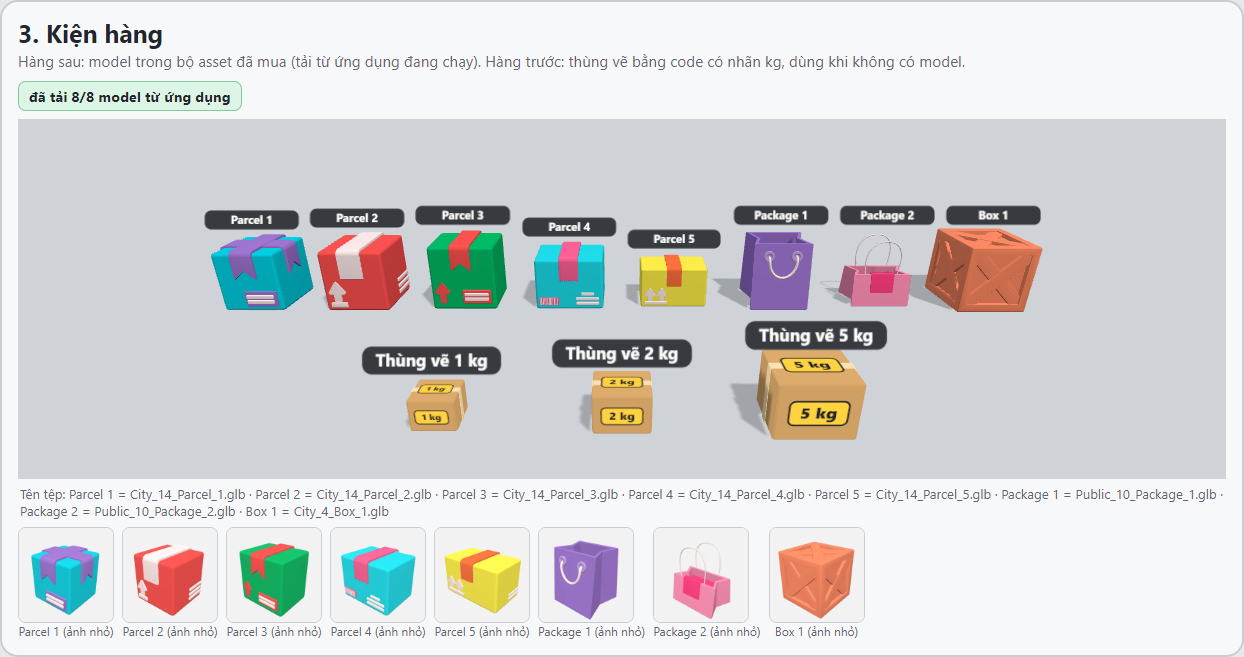 3. Kiện hàng
Hàng sau: model trong bộ asset đã mua (tải từ ứng dụng đang chạy). Hàng trước: thùng vẽ bằng code có nhãn kg, dùng khi không có model.
đã tải 8/8 model từ ứng dụng
Parcel 1
Parcel 2
Parcel 3
Parcel 4
Parcel 5
Package 1
Package 2
Box 1
Thùng vẽ 1 kg
Thùng vẽ 2 kg
Thùng vẽ 5 kg
1 kg
1 kg
2 kg
2 kg
5 kg
5 kg
Tên tệp: Parcel 1 = City_14_Parcel_1.glb · Parcel 2 = City_14_Parcel_2.glb · Parcel 3 = City_14_Parcel_3.glb · Parcel 4 = City_14_Parcel_4.glb · Parcel 5 = City_14_Parcel_5.glb · Package 1 = Public_10_Package_1.glb ·
Package 2 = Public_10_Package_2.glb · Box 1 = City_4_Box_1.glb
Parcel 1 (ảnh nhỏ)
Parcel 2 (ảnh nhỏ)
Parcel 3 (ảnh nhỏ)
Parcel 4 (ảnh nhỏ)
Parcel 5 (ảnh nhỏ)
Package 1 (ảnh nhỏ)
Package 2 (ảnh nhỏ)
Box 1 (ảnh nhỏ)